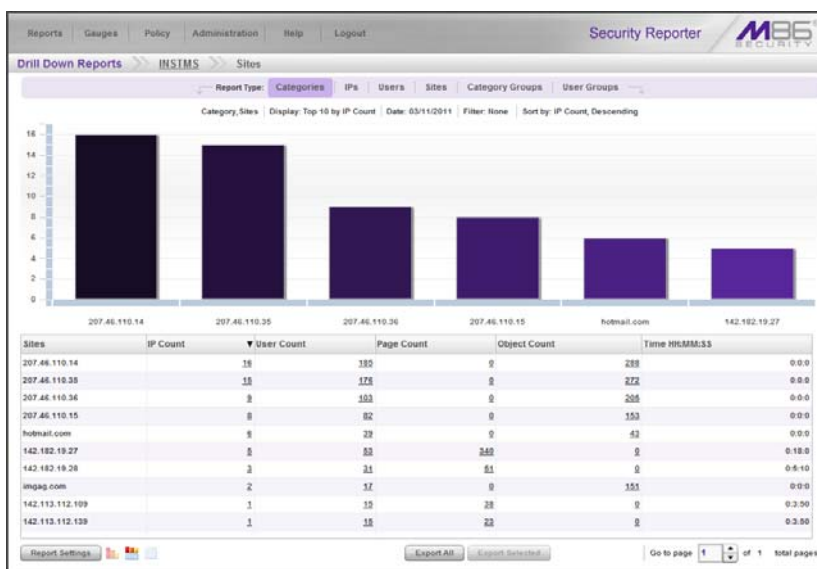 Reports Gauges Policy Administration Help Logout Security Reporter M86 SECURITY
Drill Down Reports INSTMS Sites
Report Type: Categories IPs Users Sites Category Groups User Groups
Category, Sites Display: Top 10 by IP Count Date: 03/11/2011 Filter: None Sort by: IP Count, Descending
16
14
12
10
8
6
4
2
0
207.46.110.14 207.46.110.35 207.46.110.36 207.46.110.15 hotmail.com 142.182.19.27
Sites IP Count ▼ User Count Page Count Object Count Time HH:MM:SS
207.46.110.14 16 185 0 288 0:0:0
207.46.110.35 15 176 0 272 0:0:0
207.46.110.36 9 103 0 205 0:0:0
207.46.110.15 8 82 0 153 0:0:0
hotmail.com 6 39 0 43 0:0:0
142.182.19.27 5 53 340 0 0:18:0
142.182.19.28 3 31 61 0 0:6:10
imgag.com 2 17 0 151 0:0:0
142.113.112.109 1 15 38 0 0:3:50
142.113.112.139 1 18 23 0 0:3:50
Report Settings Export All Export Selected Go to page 1 of 1 total pages